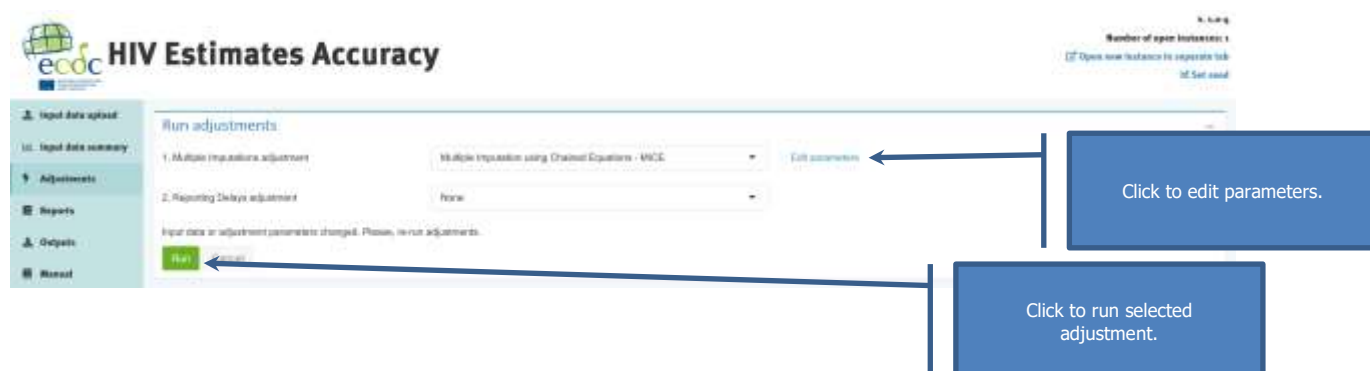 Number of open instances: 1
ecdc HIV Estimates Accuracy
Open new instance in separate tab
Set seed
Input data upload
Run adjustments
Input data summary
1. Multiple Imputations adjustment
Multiple Imputation using Chained Equations - MICE
Edit parameters
Adjustments
Click to edit parameters.
2. Reporting Delays adjustment
None
Reports
Input data or adjustment parameters changed. Please, re-run adjustments.
Outputs
Run
Cancel
Manual
Click to run selected
adjustment.